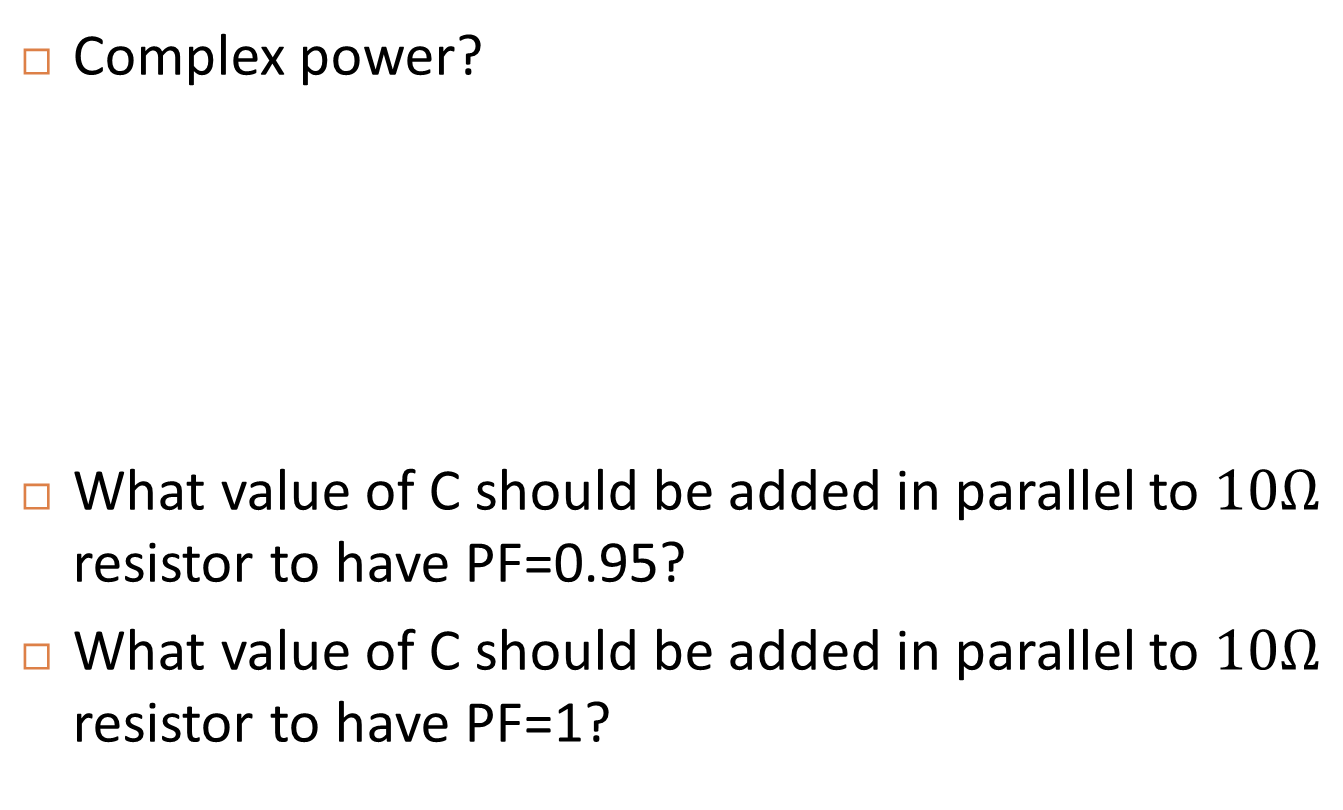 Complex power?
What value of C should be added in parallel to 10Ω
resistor to have PF=0.95?
What value of C should be added in parallel to 10Ω
resistor to have PF=1?